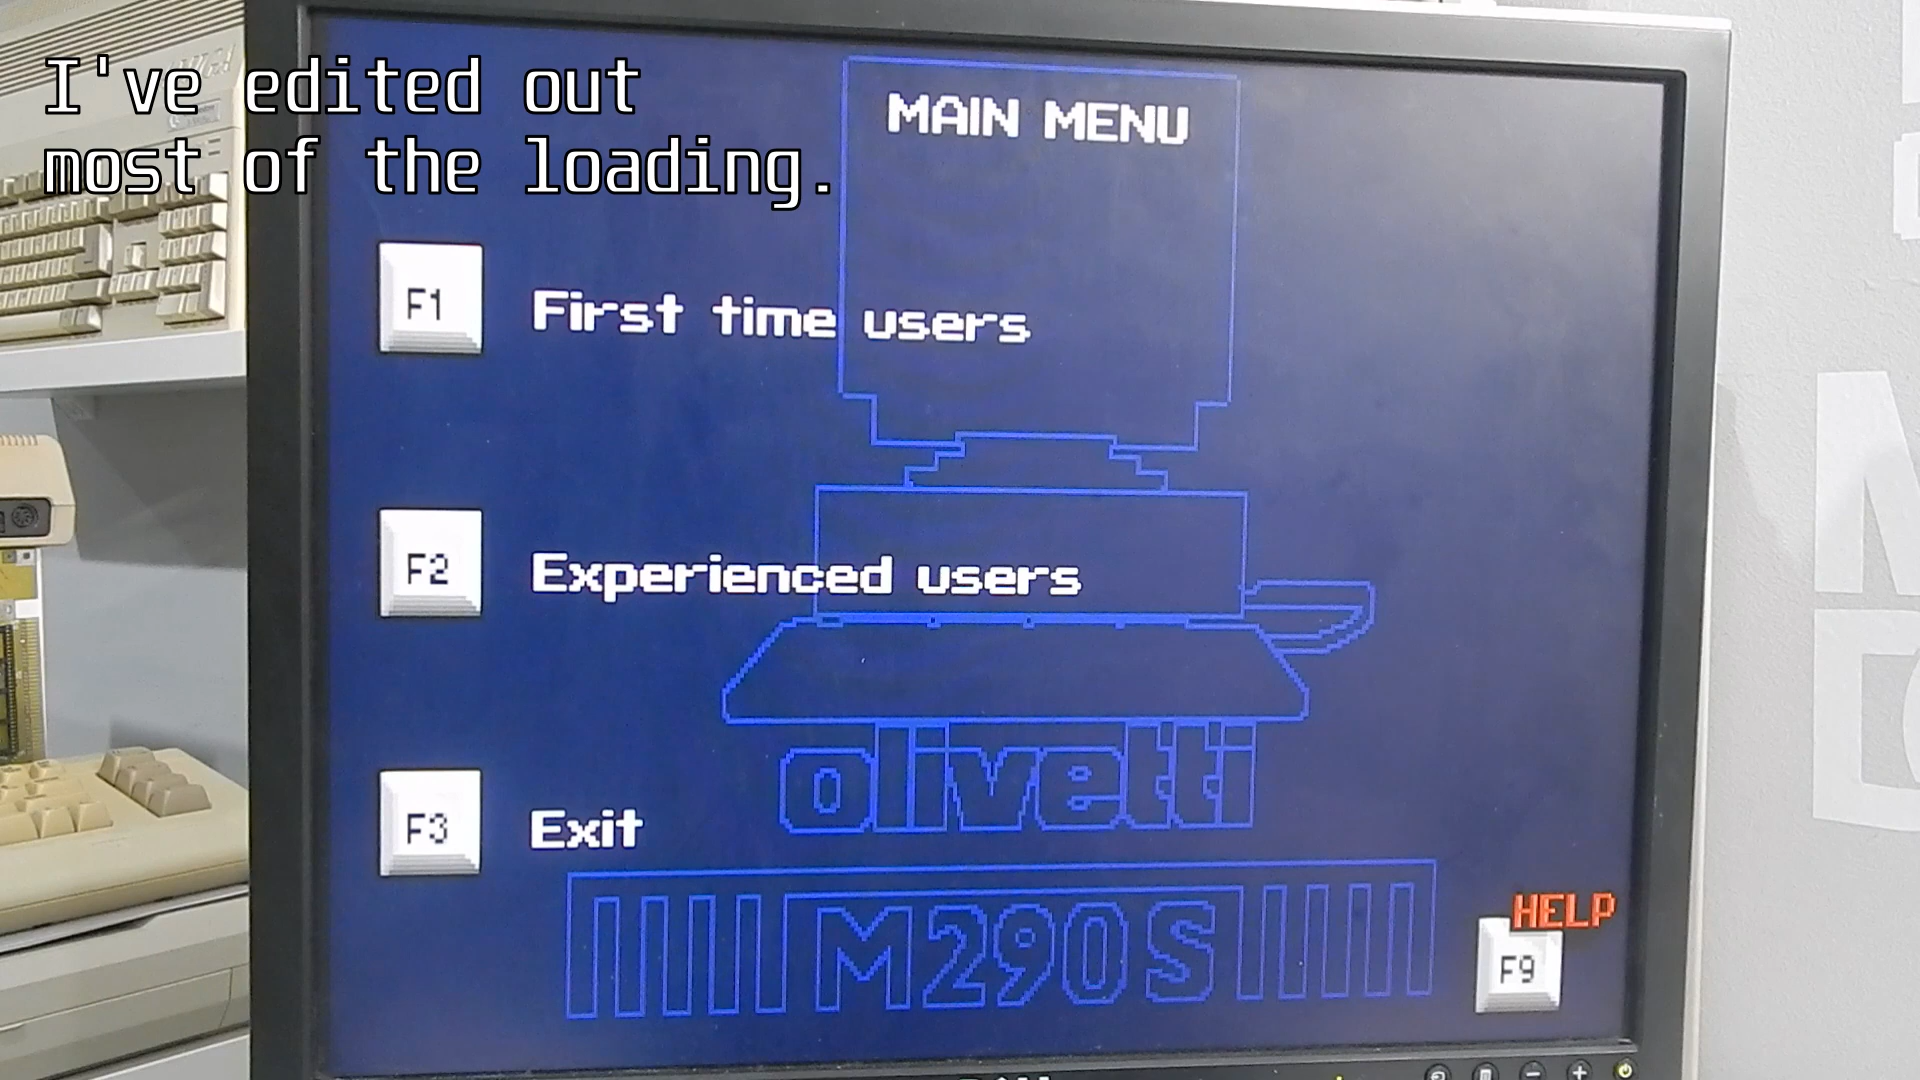 I've edited out
most of the loading.
MAIN MENU
F1 First time users
F2 Experienced users
F3 Exit
olivetti
M290S
HELP
F9